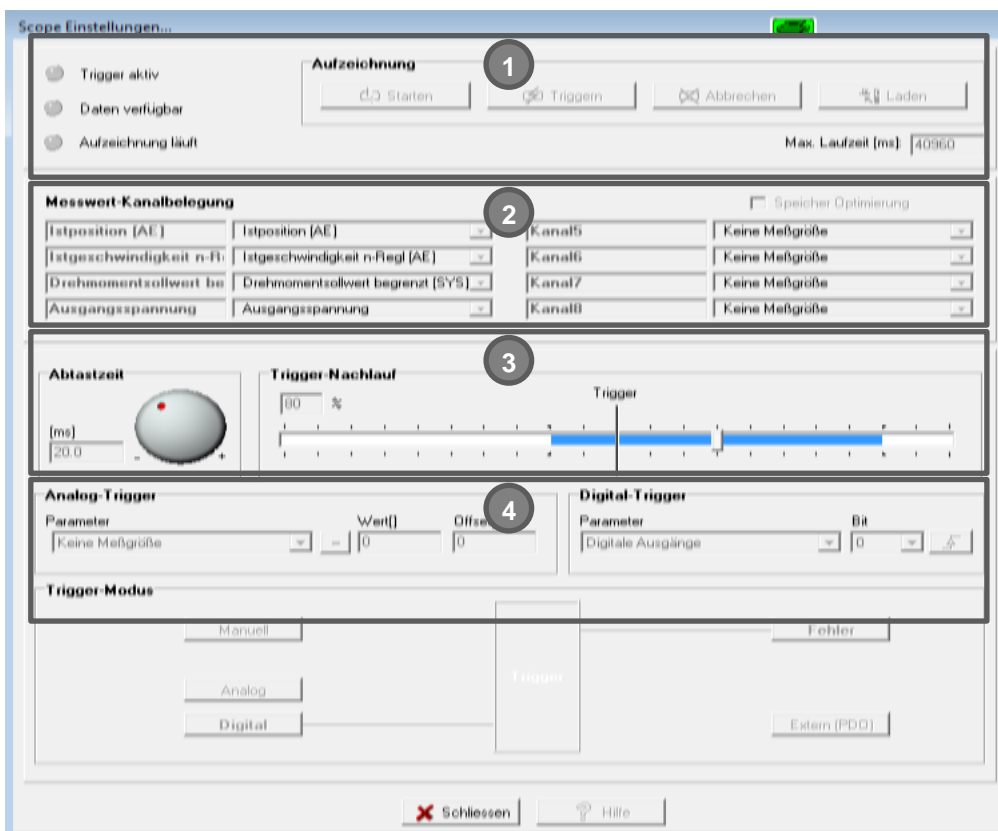 Scope Einstellungen...
1
Aufzeichnung
Trigger aktiv
Starten
Triggern
Abbrechen
Laden
Daten verfügbar
Aufzeichnung läuft
Max. Laufzeit [ms]: 40960
2
Messwert-Kanalbelegung
Speicher Optimierung
Istposition (AE) Istposition (AE) Kanal5 Keine Meßgröße
Istgeschwindigkeit n-R Istgeschwindigkeit n-Regl (AE) Kanal6 Keine Meßgröße
Drehmomentsollwert be Drehmomentsollwert begrenzt (SYS) Kanal7 Keine Meßgröße
Ausgangsspannung Ausgangsspannung Kanal8 Keine Meßgröße
3
Abtastzeit
[ms]
20.0
- +
Trigger-Nachlauf
80 %
Trigger
4
Analog-Trigger
Parameter Wert[] Offse
Keine Meßgröße - 0 0
Digital-Trigger
Parameter Bit
Digitale Ausgänge 0
Trigger-Modus
Manuell
Analog
Digital
Trigger
Fehler
Extern (PDO)
Schliessen
Hilfe